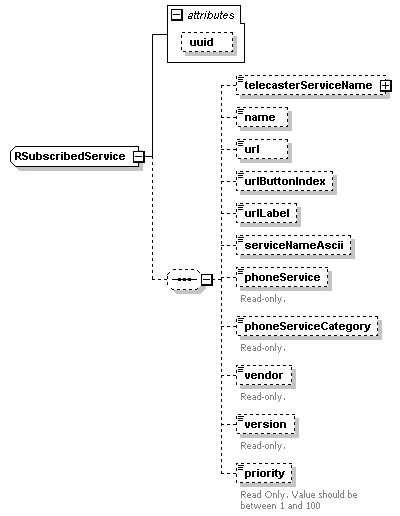 attributes
uuid
telecasterServiceName
name
url
RSubscribedService
urlButtonIndex
urlLabel
serviceNameAscii
phoneService
Read-only.
phoneServiceCategory
Read-only.
vendor
Read-only.
version
Read-only.
priority
Read Only. Value should be
between 1 and 100